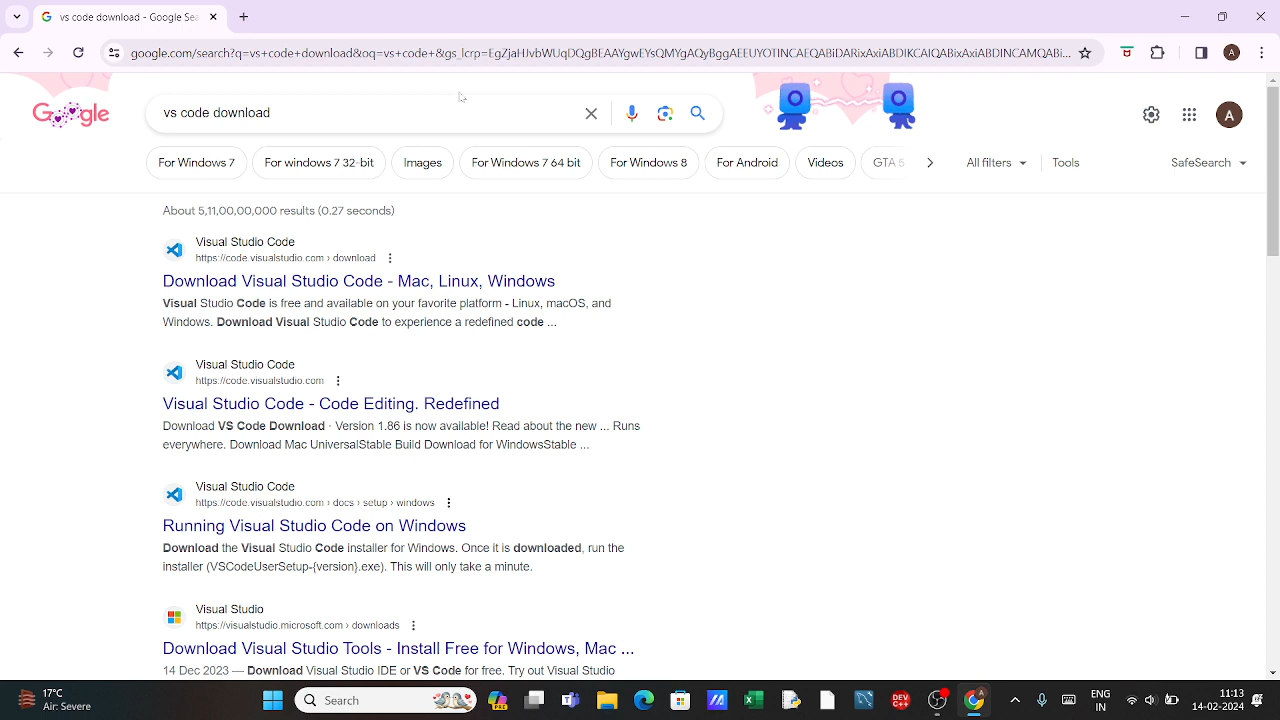 vs code download - Google Sea
google.com/search?q=vs+code+download&oq=vs+code+&gs_lcrp=EgZjaHJvbWUqDQgBEAAYgwEYsQMYgAQyBggAEEUYOTINCAEQABiDARixAxiABDIKCAIQABixAxiABDINCAMQABi...
A
Google
vs code download
A
For Windows 7
For windows 7 32-bit
Images
For Windows 7 64 bit
For Windows 8
For Android
Videos
GTA 5
All filters
Tools
SafeSearch
About 5,11,00,00,000 results (0.27 seconds)
Visual Studio Code
https://code.visualstudio.com › download
Download Visual Studio Code - Mac, Linux, Windows
Visual Studio Code is free and available on your favorite platform - Linux, macOS, and
Windows. Download Visual Studio Code to experience a redefined code ...
Visual Studio Code
https://code.visualstudio.com
Visual Studio Code - Code Editing. Redefined
Download VS Code Download · Version 1.86 is now available! Read about the new ... Runs
everywhere. Download Mac UniversalStable Build Download for WindowsStable ...
Visual Studio Code
https://code.visualstudio.com › docs › setup › windows
Running Visual Studio Code on Windows
Download the Visual Studio Code installer for Windows. Once it is downloaded, run the
installer (VSCodeUserSetup-{version}.exe). This will only take a minute.
Visual Studio
https://visualstudio.microsoft.com › downloads
Download Visual Studio Tools - Install Free for Windows, Mac ...
14 Dec 2023 — Download Visual Studio IDE or VS Code for free. Try out Visual Studio
17°C
Air: Severe
Search
DEV C++
A
ENG
IN
11:13
14-02-2024